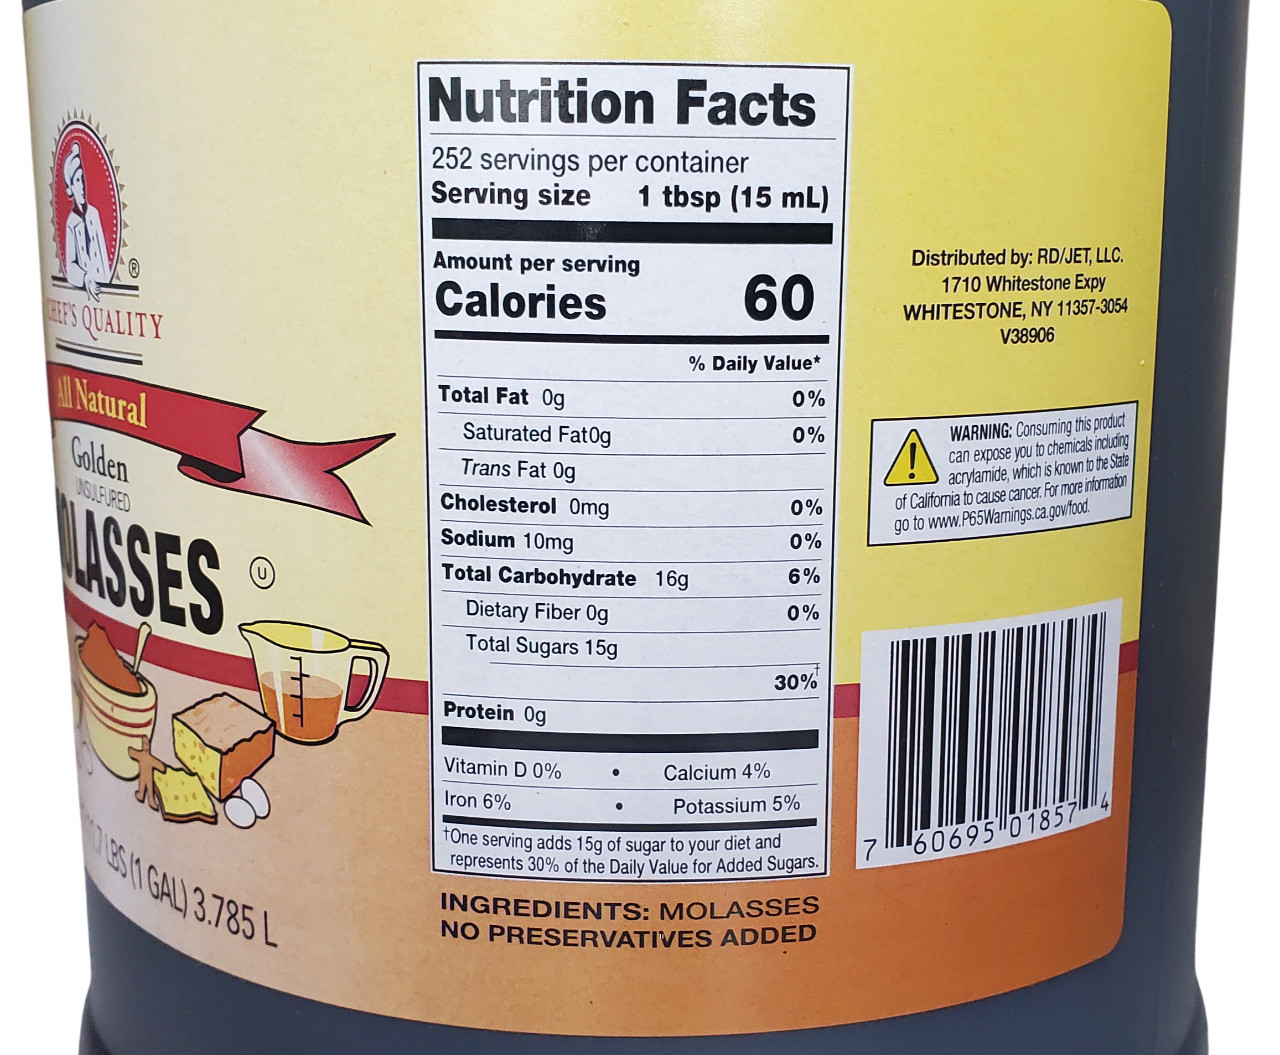 ®
CHEF'S QUALITY
All Natural
Golden
UNSULFURED
MOLASSES
U
LBS (1 GAL) 3.785 L
Nutrition Facts
252 servings per container
Serving size 1 tbsp (15 mL)
Amount per serving
Calories 60
% Daily Value*
Total Fat 0g 0%
Saturated Fat0g 0%
Trans Fat 0g
Cholesterol 0mg 0%
Sodium 10mg 0%
Total Carbohydrate 16g 6%
Dietary Fiber 0g 0%
Total Sugars 15g
30%†
Protein 0g
Vitamin D 0% • Calcium 4%
Iron 6% • Potassium 5%
†One serving adds 15g of sugar to your diet and
represents 30% of the Daily Value for Added Sugars.
INGREDIENTS: MOLASSES
NO PRESERVATIVES ADDED
Distributed by: RD/JET, LLC.
1710 Whitestone Expy
WHITESTONE, NY 11357-3054
V38906
WARNING: Consuming this product
can expose you to chemicals including
acrylamide, which is known to the State
of California to cause cancer. For more information
go to www.P65Warnings.ca.gov/food.
7 60695 01857 4